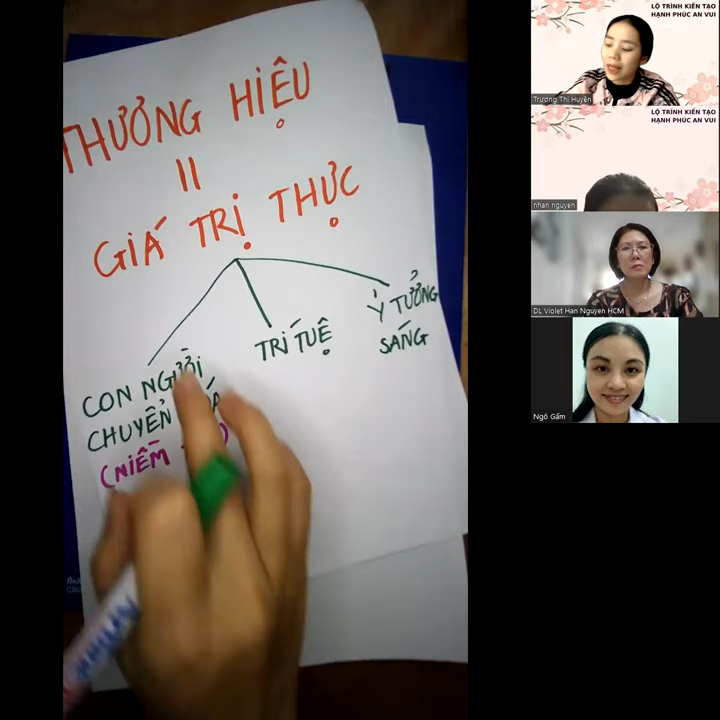 THƯƠNG HIỆU
=
GIÁ TRỊ THỰC
CON NGƯỜI
CHUYỂN
(NIỀM
TRÍ TUỆ
Ý TƯỞNG
SÁNG
LỘ TRÌNH KIẾN TẠO
HẠNH PHÚC AN VUI
Trương Thị Huyền
LỘ TRÌNH KIẾN TẠO
HẠNH PHÚC AN VUI
nhan nguyen
DL Violet Han Nguyen HCM
Ngô Gấm